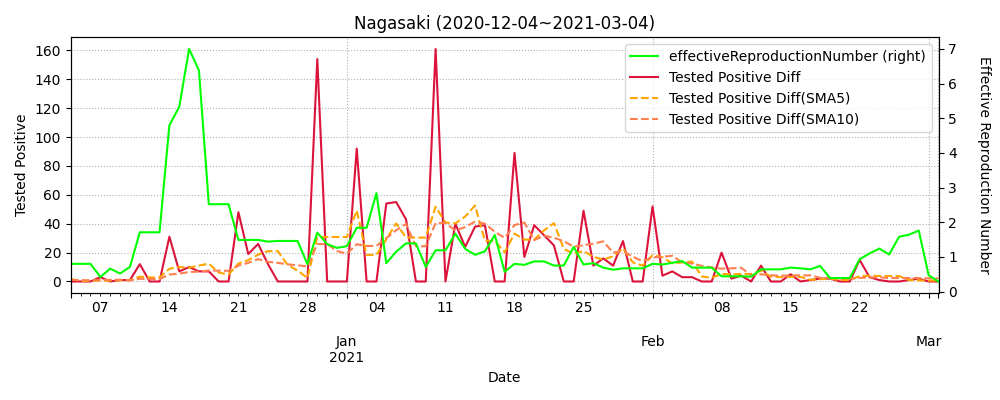 Nagasaki (2020-12-04~2021-03-04)
effectiveReproductionNumber (right)
Tested Positive Diff
Tested Positive Diff(SMA5)
Tested Positive Diff(SMA10)
Tested Positive
160
140
120
100
80
60
40
20
0
Effective Reproduction Number
7
6
5
4
3
2
1
0
07 14 21 28 04 11 18 25 08 15 22
Jan Feb Mar
2021
Date